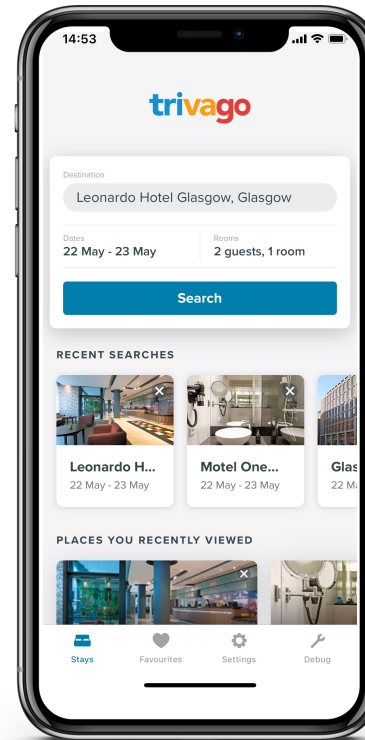 14:53
trivago
Destination
Leonardo Hotel Glasgow, Glasgow
Dates
Rooms
22 May - 23 May
2 guests, 1 room
Search
RECENT SEARCHES
Leonardo H...
Motel One...
Glas
22 May - 23 May
22 May - 23 May
22 Ma
PLACES YOU RECENTLY VIEWED
Stays
Favourites
Settings
Debug